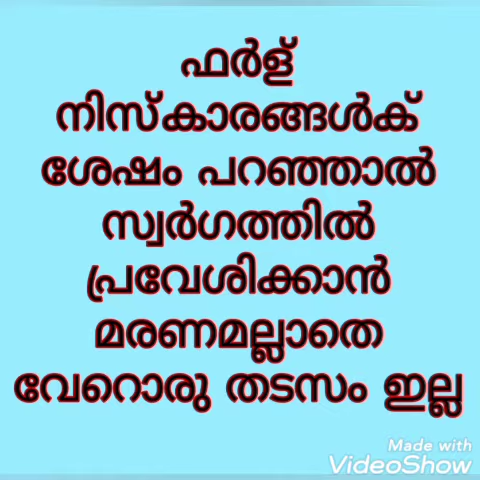 ഫർള്
നിസ്കാരങ്ങൾക്
ശേഷം പറഞ്ഞാൽ
സ്വർഗത്തിൽ
പ്രവേശിക്കാൻ
മരണമല്ലാതെ
വേറൊരു തടസം ഇല്ല
Made with
VideoShow